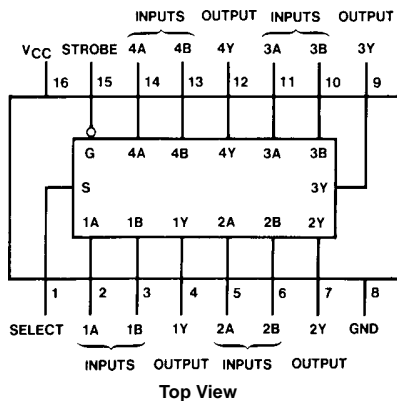 INPUTS OUTPUT INPUTS OUTPUT
VCC STROBE 4A 4B 4Y 3A 3B 3Y
16 15 14 13 12 11 10 9
G 4A 4B 4Y 3A 3B
S 3Y
1A 1B 1Y 2A 2B 2Y
1 2 3 4 5 6 7 8
SELECT 1A 1B 1Y 2A 2B 2Y GND
INPUTS OUTPUT INPUTS OUTPUT
Top View